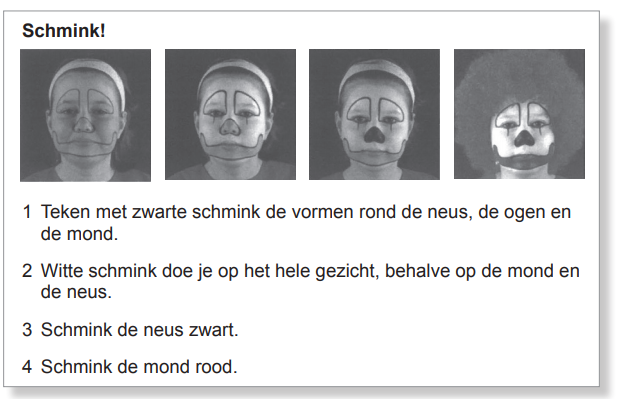 Schmink!
1 Teken met zwarte schmink de vormen rond de neus, de ogen en
de mond.
2 Witte schmink doe je op het hele gezicht, behalve op de mond en
de neus.
3 Schmink de neus zwart.
4 Schmink de mond rood.